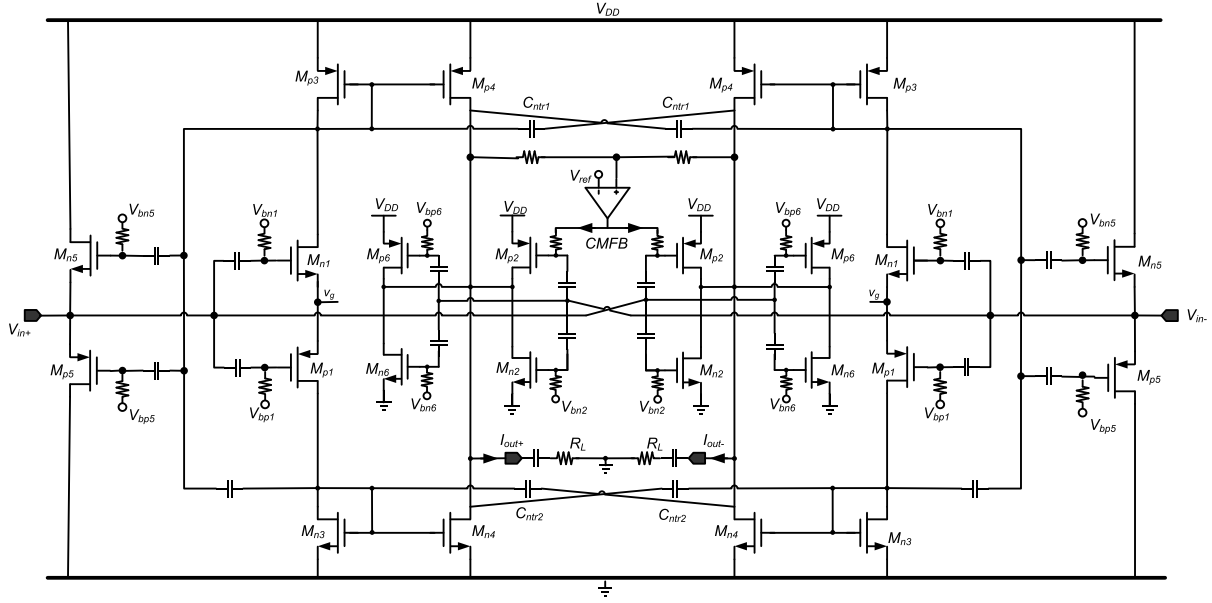 V_DD
M_p3 M_p4 M_p4 M_p3
C_ntr1 C_ntr1
V_ref
- +
CMFB
V_bn5 V_bn1 V_DD V_bp6 V_DD V_DD V_bp6 V_DD V_bn1 V_bn5
M_n5 M_n1 M_p6 M_p2 M_p2 M_p6 M_n1 M_n5
v_g v_g
V_in+ V_in-
M_p5 M_p1 M_n6 M_n2 M_n2 M_n6 M_p1 M_p5
V_bp5 V_bp1 V_bn6 V_bn2 V_bn2 V_bn6 V_bp1 V_bp5
I_out+ R_L R_L I_out-
C_ntr2 C_ntr2
M_n3 M_n4 M_n4 M_n3